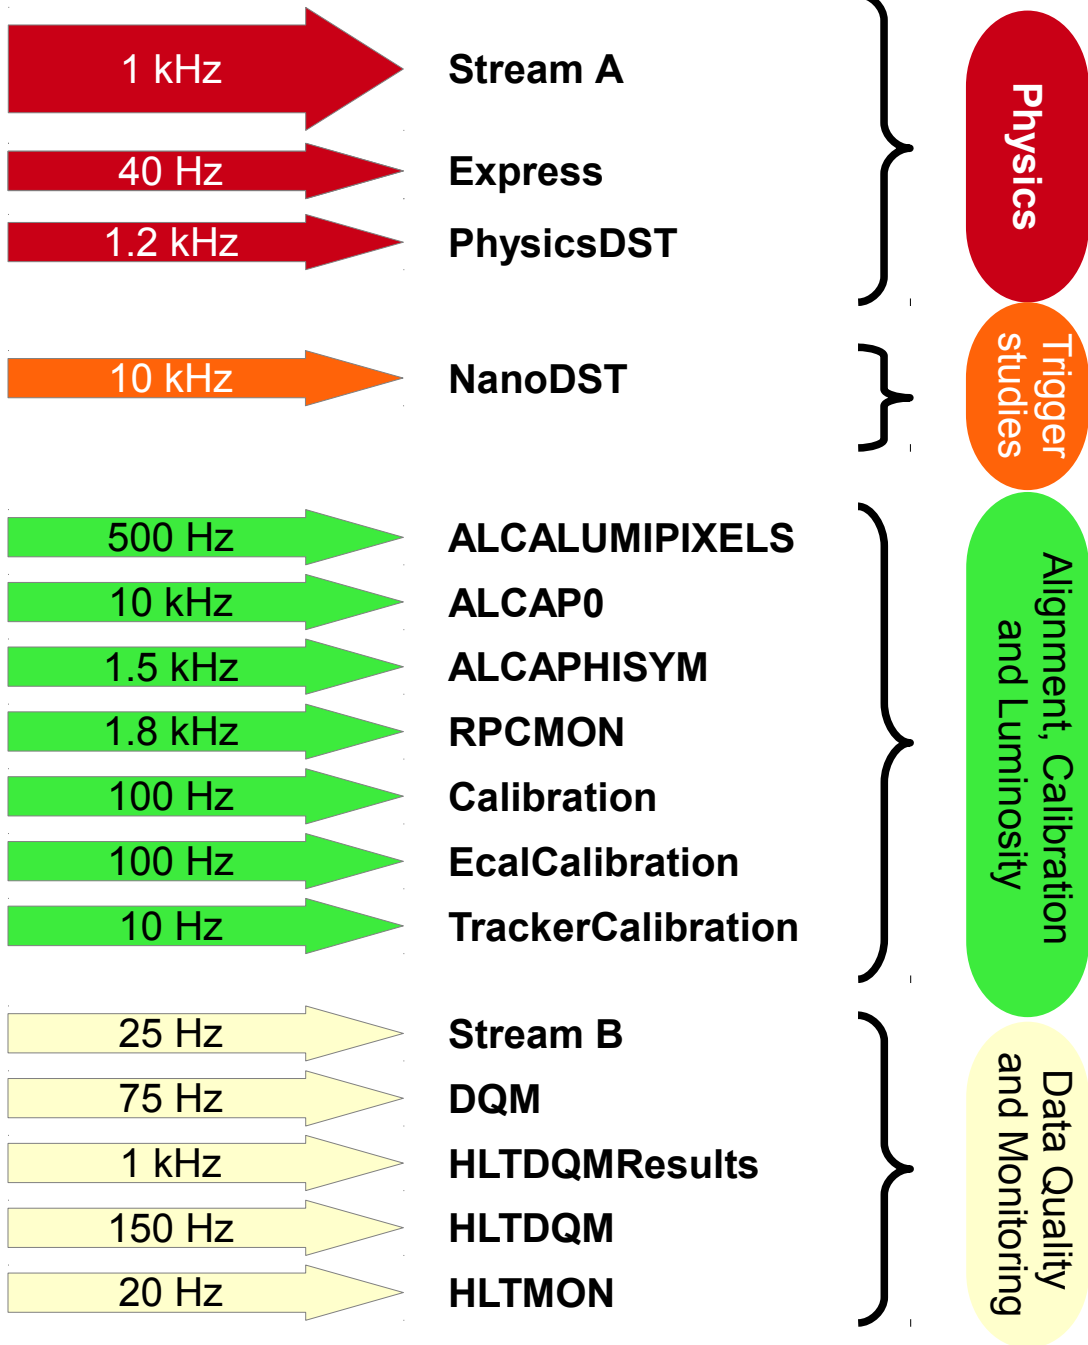 1 kHz Stream A
40 Hz Express
1.2 kHz PhysicsDST
Physics
10 kHz NanoDST
Trigger
studies
500 Hz ALCALUMIPIXELS
10 kHz ALCAP0
1.5 kHz ALCAPHISYM
1.8 kHz RPCMON
100 Hz Calibration
100 Hz EcalCalibration
10 Hz TrackerCalibration
Alignment, Calibration
and Luminosity
25 Hz Stream B
75 Hz DQM
1 kHz HLTDQMResults
150 Hz HLTDQM
20 Hz HLTMON
Data Quality
and Monitoring